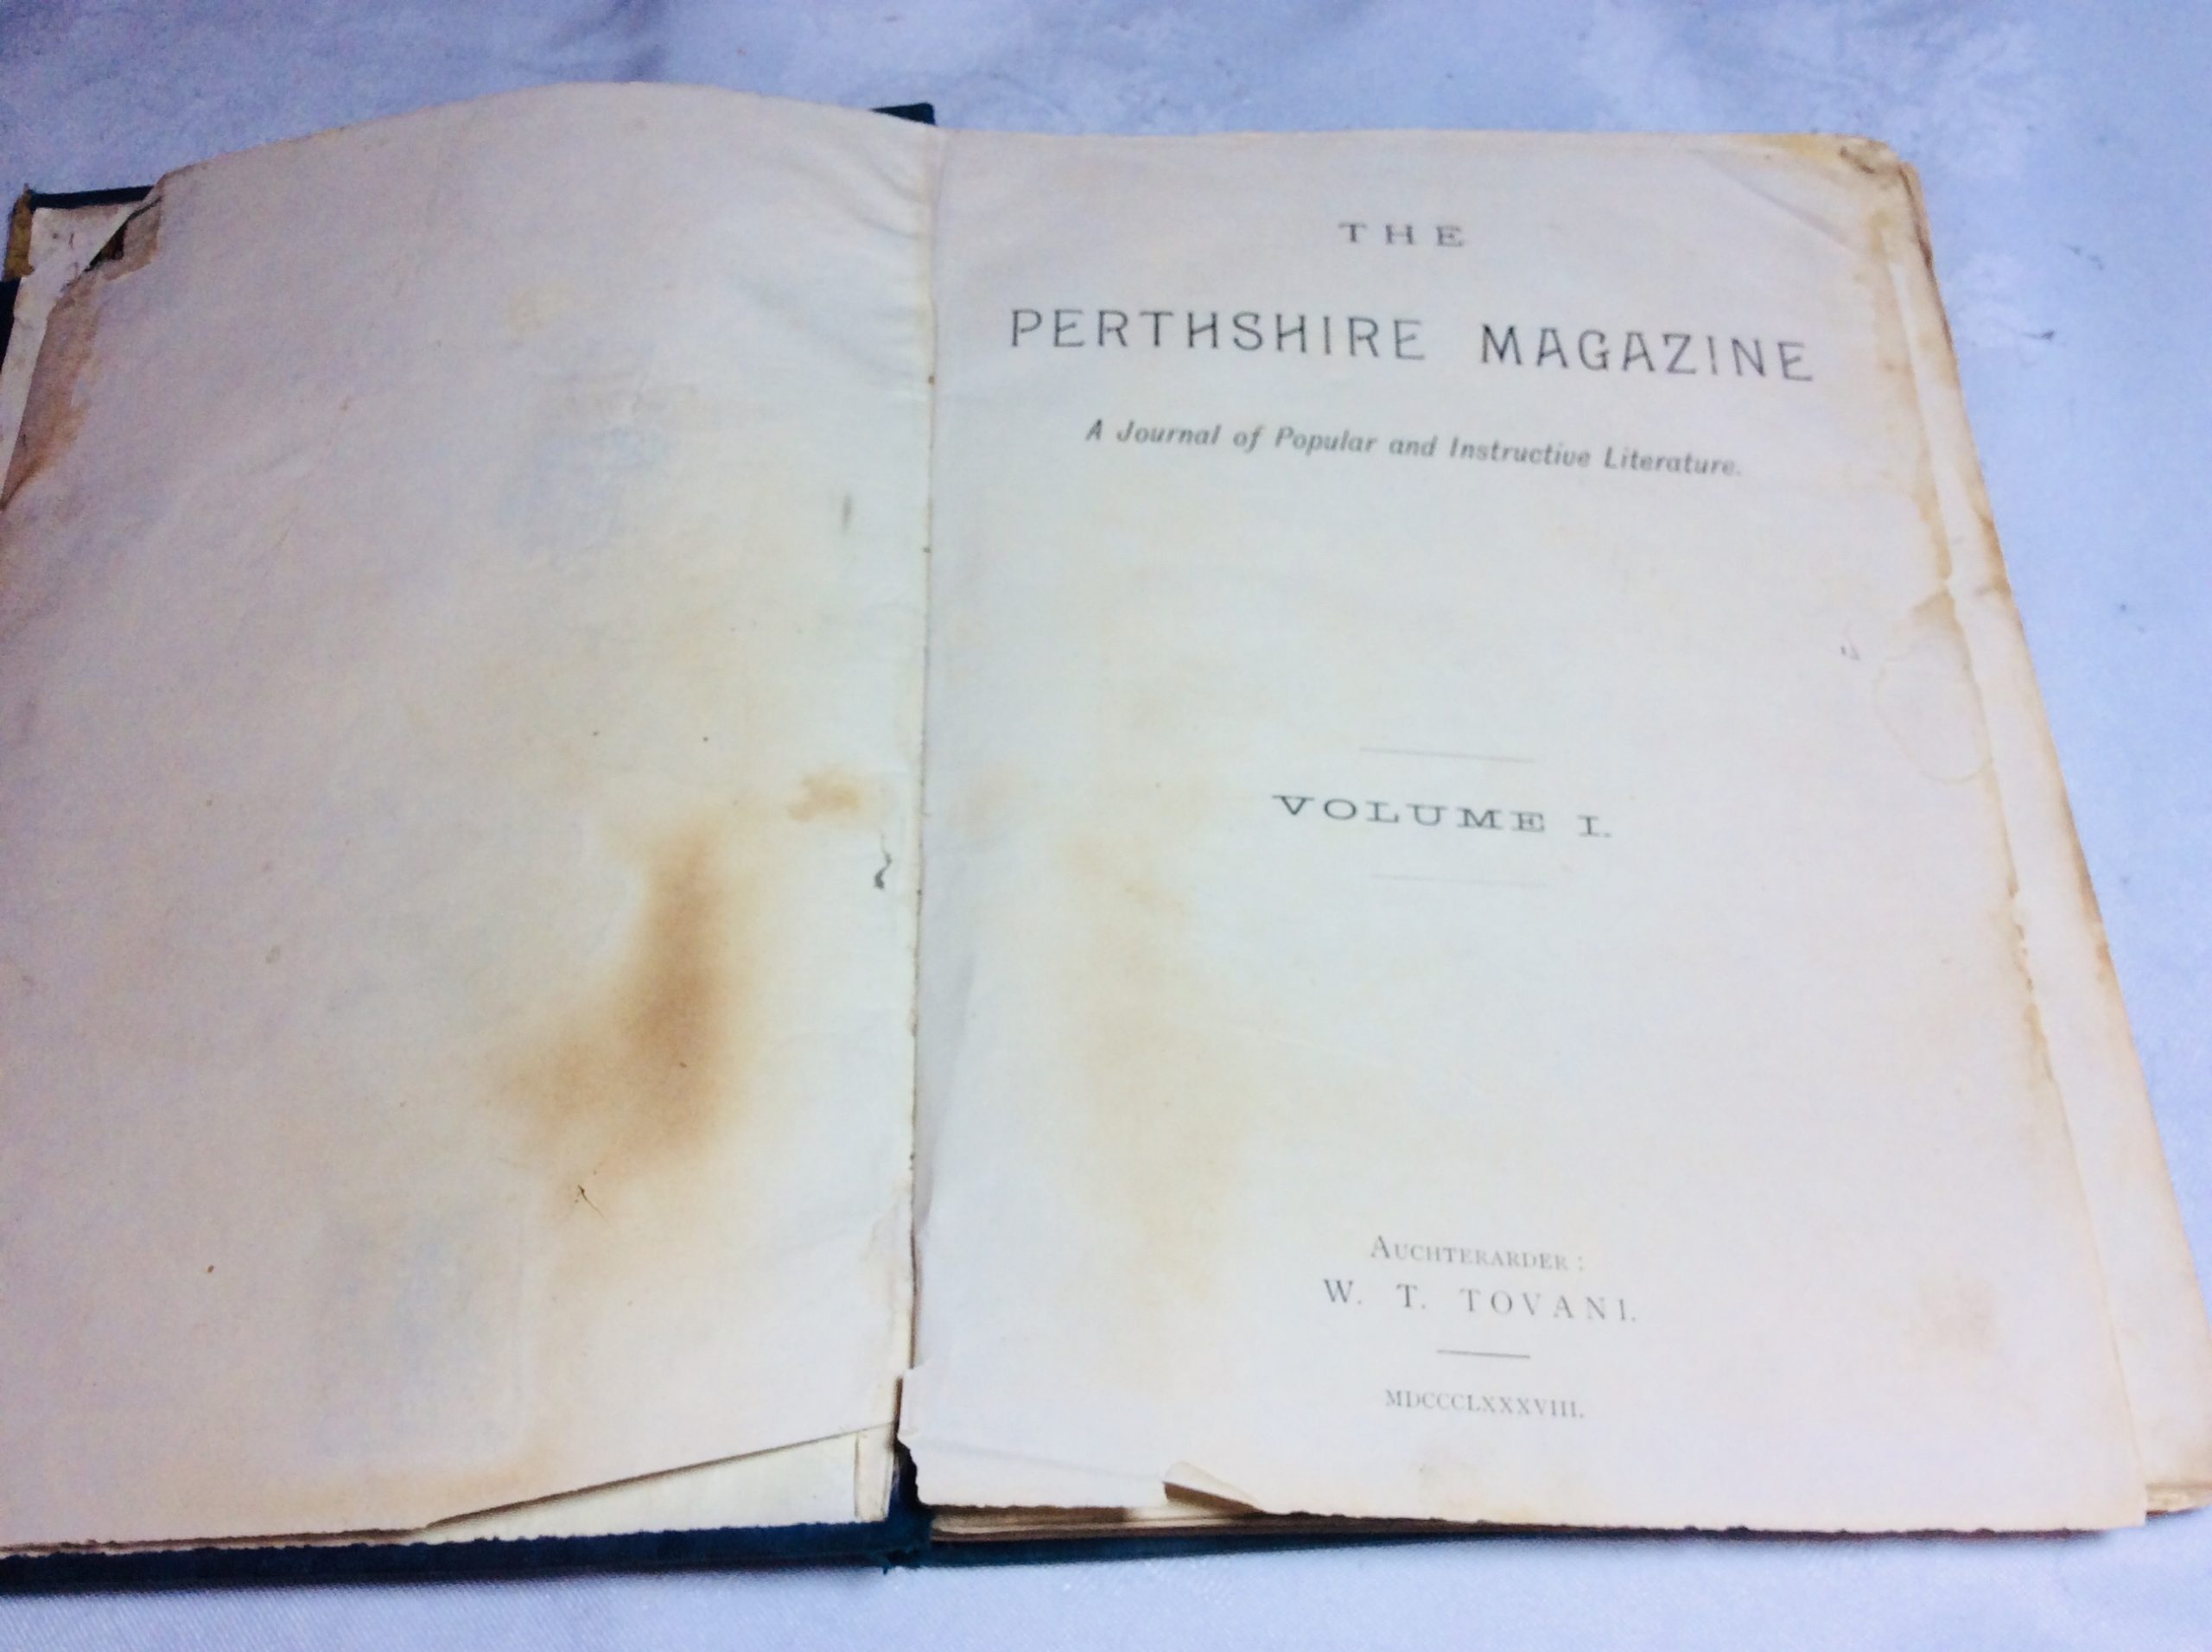 THE
PERTHSHIRE MAGAZINE
A Journal of Popular and Instructive Literature.
VOLUME I.
AUCHTERARDER:
W. T. TOVANI.
MDCCCLXXXVIII.